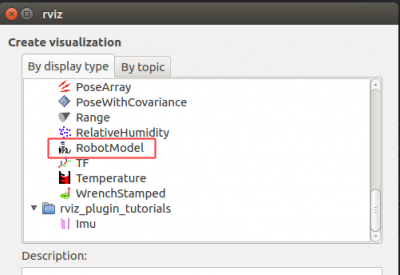 rviz
Create visualization
By display type
By topic
PoseArray
PoseWithCovariance
Range
RelativeHumidity
RobotModel
TF
Temperature
WrenchStamped
rviz_plugin_tutorials
Imu
Description: